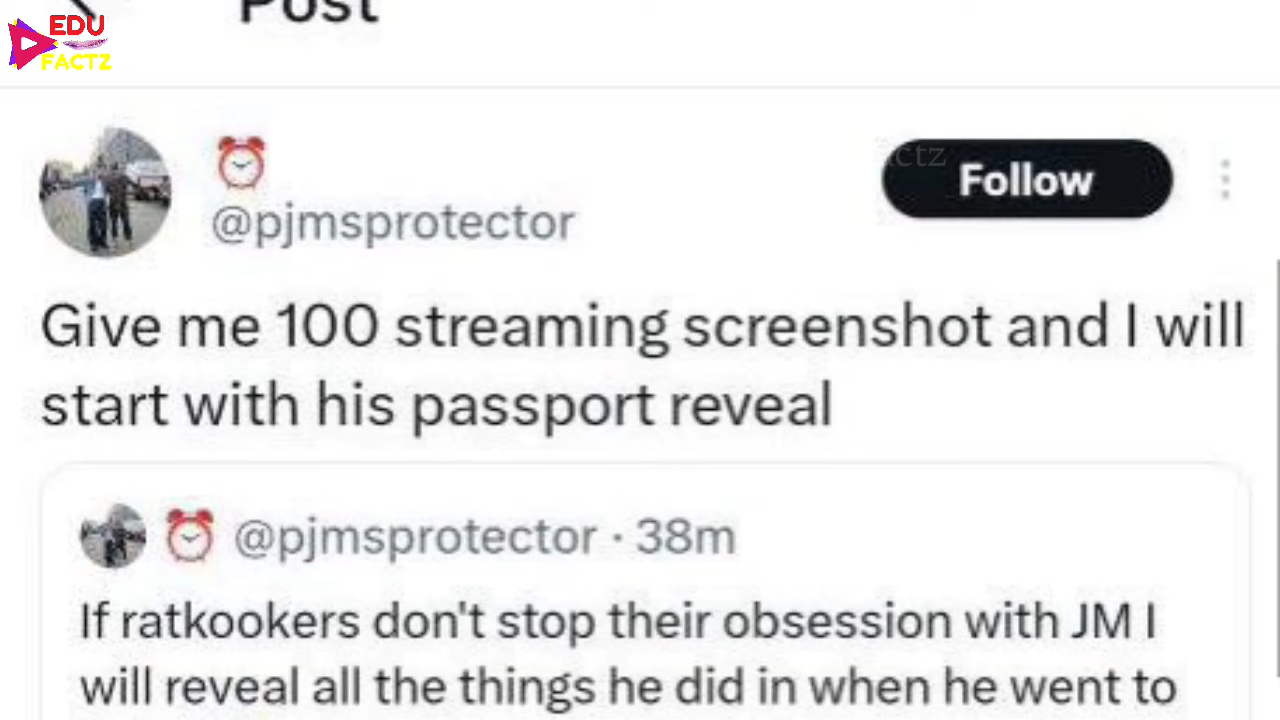 Post
EDU
FACTZ
@pjmsprotector
ctz
Follow
Give me 100 streaming screenshot and I will
start with his passport reveal
@pjmsprotector · 38m
If ratkookers don't stop their obsession with JM I
will reveal all the things he did in when he went to